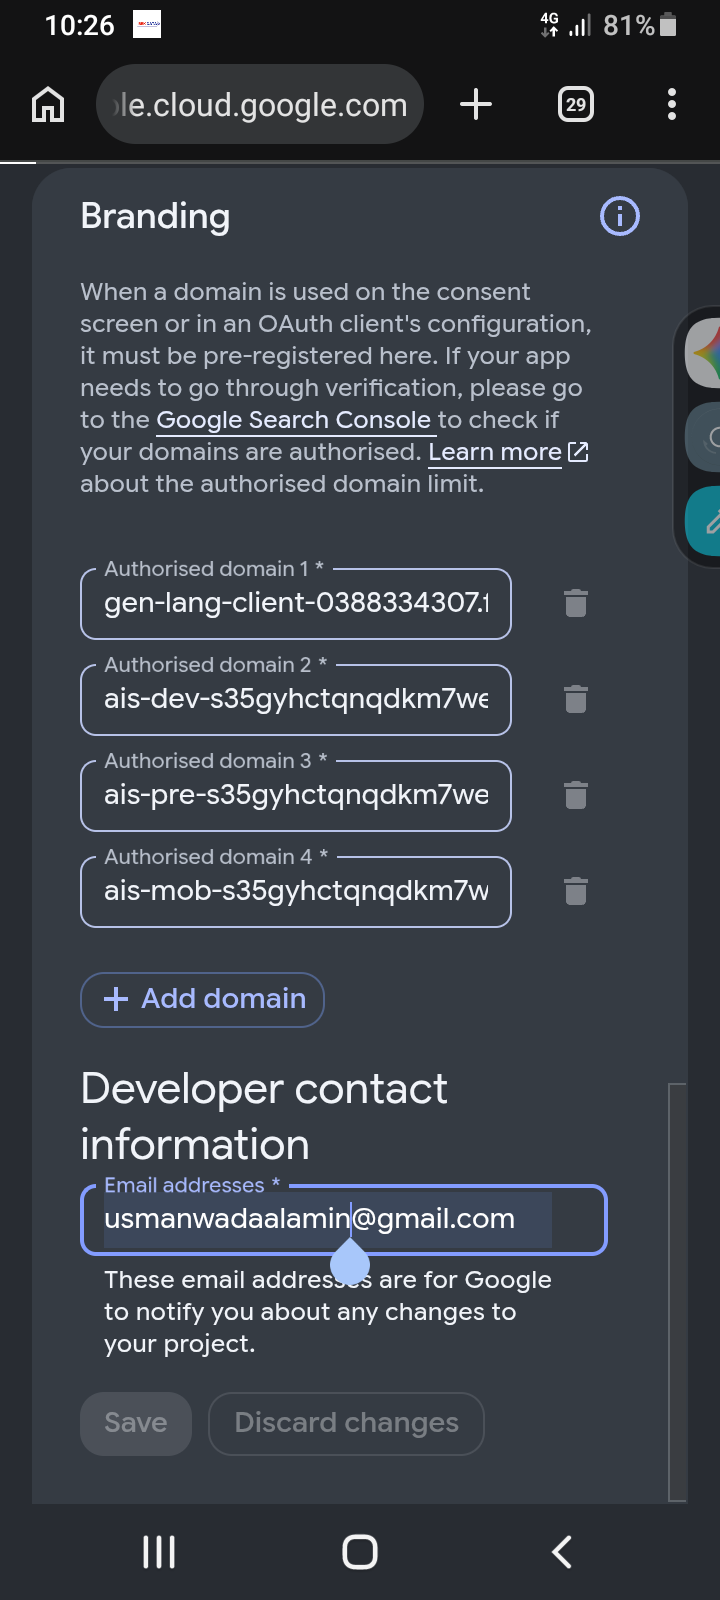 10:26
4G
81%
le.cloud.google.com
29
Branding
When a domain is used on the consent
screen or in an OAuth client's configuration,
it must be pre-registered here. If your app
needs to go through verification, please go
to the Google Search Console to check if
your domains are authorised. Learn more
about the authorised domain limit.
Authorised domain 1 *
gen-lang-client-0388334307.f
Authorised domain 2 *
ais-dev-s35gyhctqnqdkm7we
Authorised domain 3 *
ais-pre-s35gyhctqnqdkm7we
Authorised domain 4 *
ais-mob-s35gyhctqnqdkm7w
+ Add domain
Developer contact
information
Email addresses *
usmanwadaalamin@gmail.com
These email addresses are for Google
to notify you about any changes to
your project.
Save
Discard changes